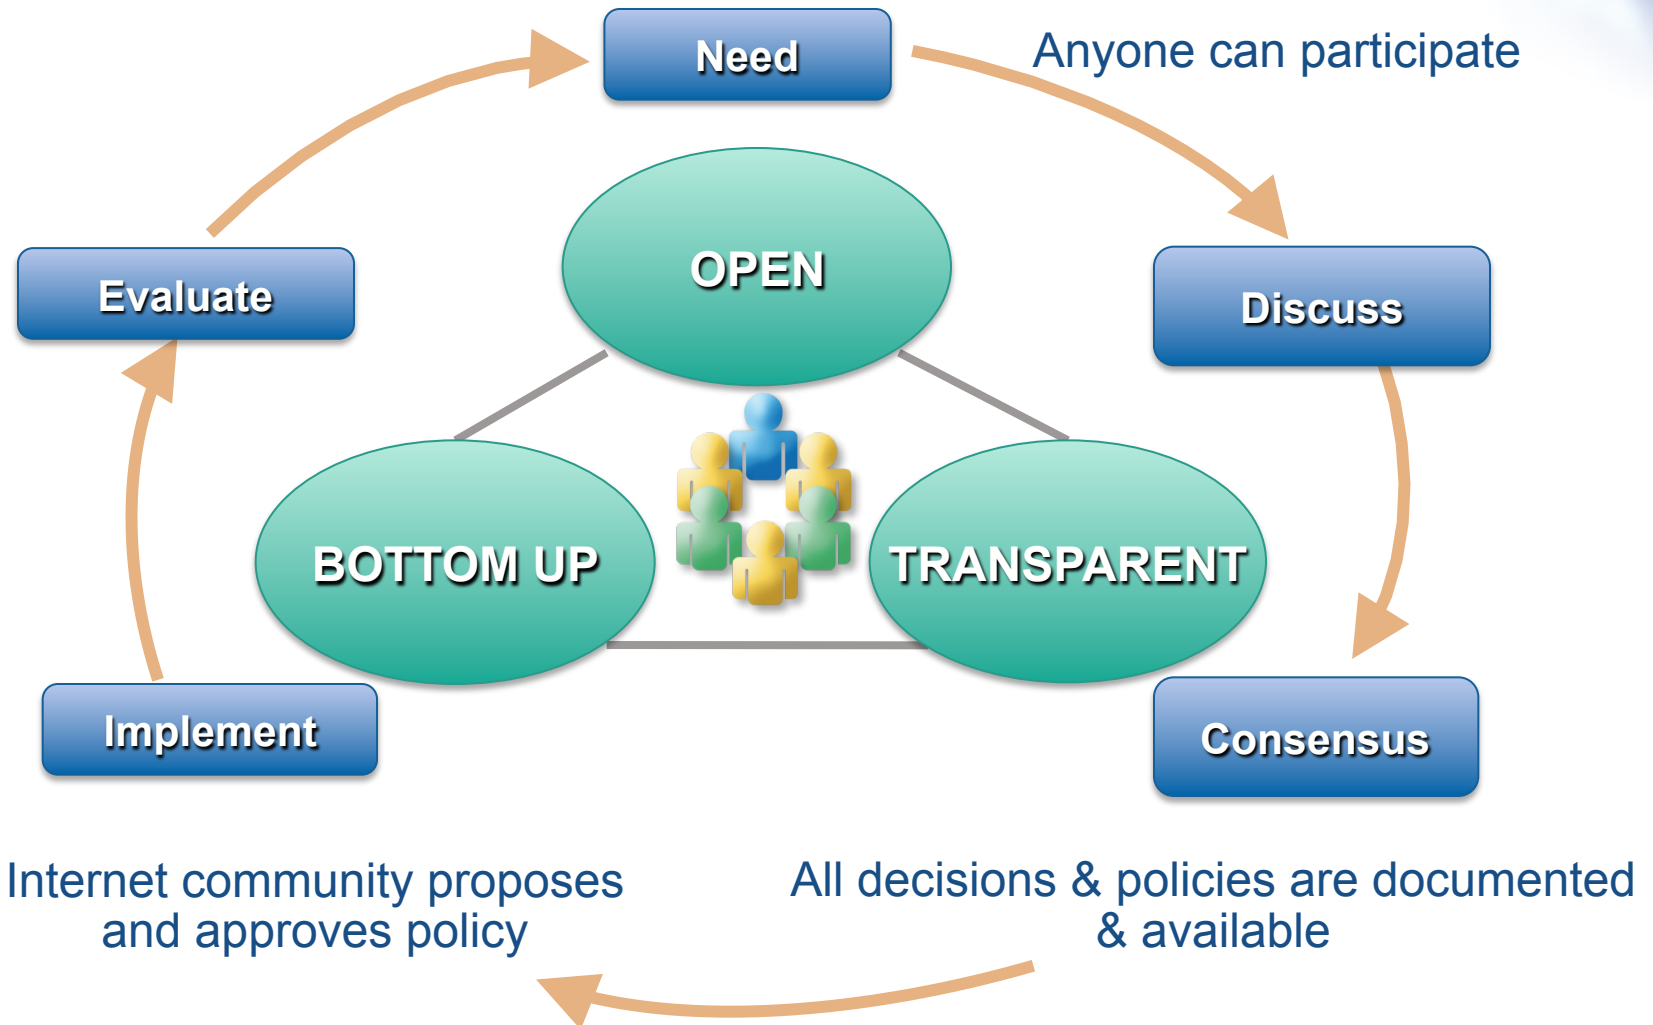 Need
Anyone can participate
OPEN
Evaluate
Discuss
BOTTOM UP
TRANSPARENT
Implement
Consensus
Internet community proposes
and approves policy
All decisions & policies are documented
& available